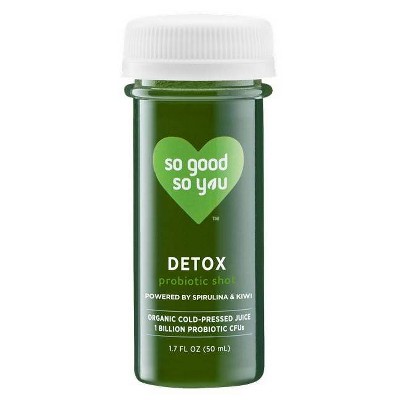 so good
so you
™
DETOX
probiotic shot
POWERED BY SPIRULINA & KIWI
ORGANIC COLD-PRESSED JUICE
1 BILLION PROBIOTIC CFUs
1.7 FL OZ (50 mL)